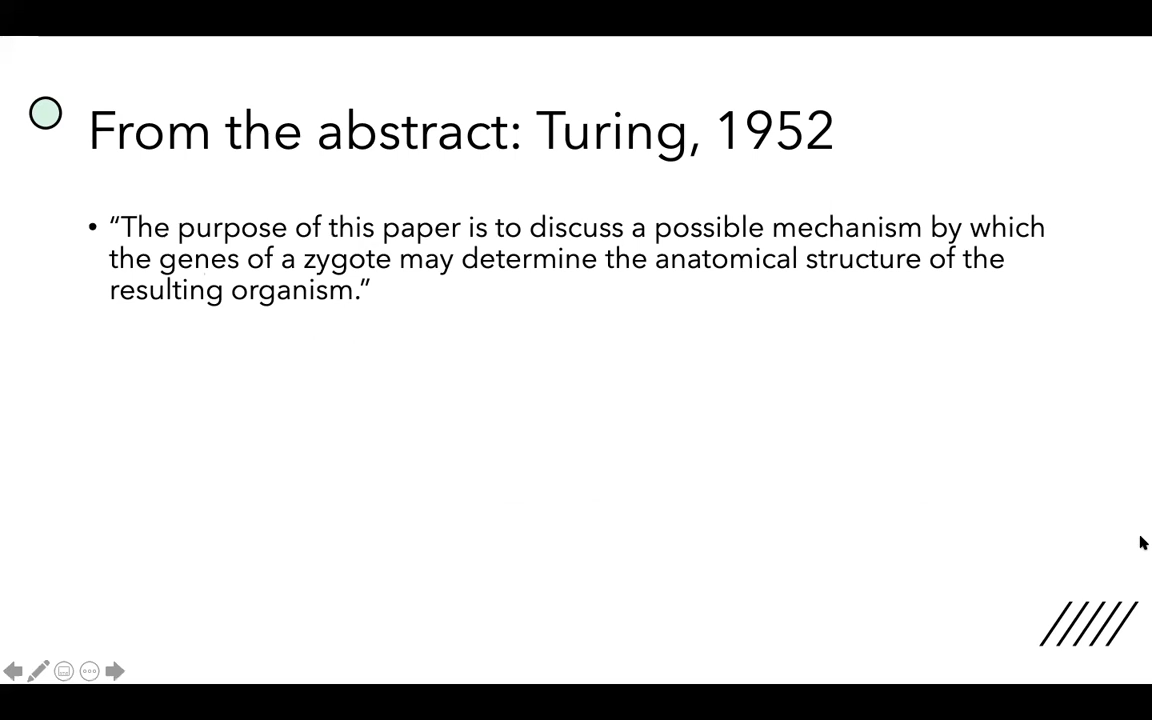 From the abstract: Turing, 1952
• “The purpose of this paper is to discuss a possible mechanism by which
the genes of a zygote may determine the anatomical structure of the
resulting organism.”